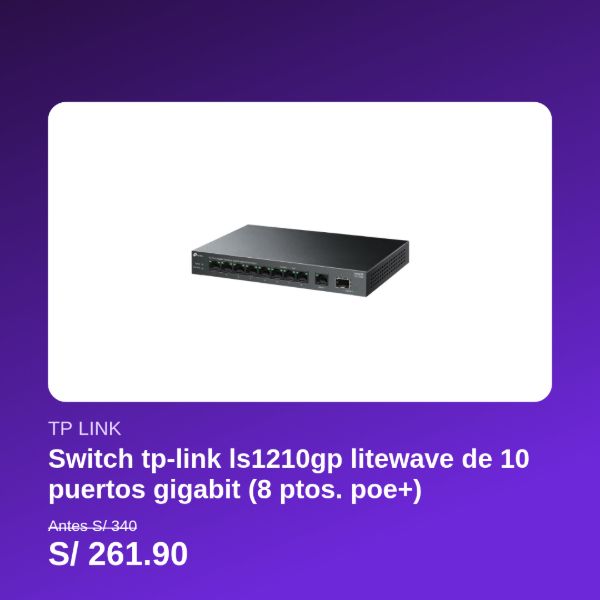 TP LINK
Switch tp-link ls1210gp litewave de 10
puertos gigabit (8 ptos. poe+)
Antes S/ 340
S/ 261.90